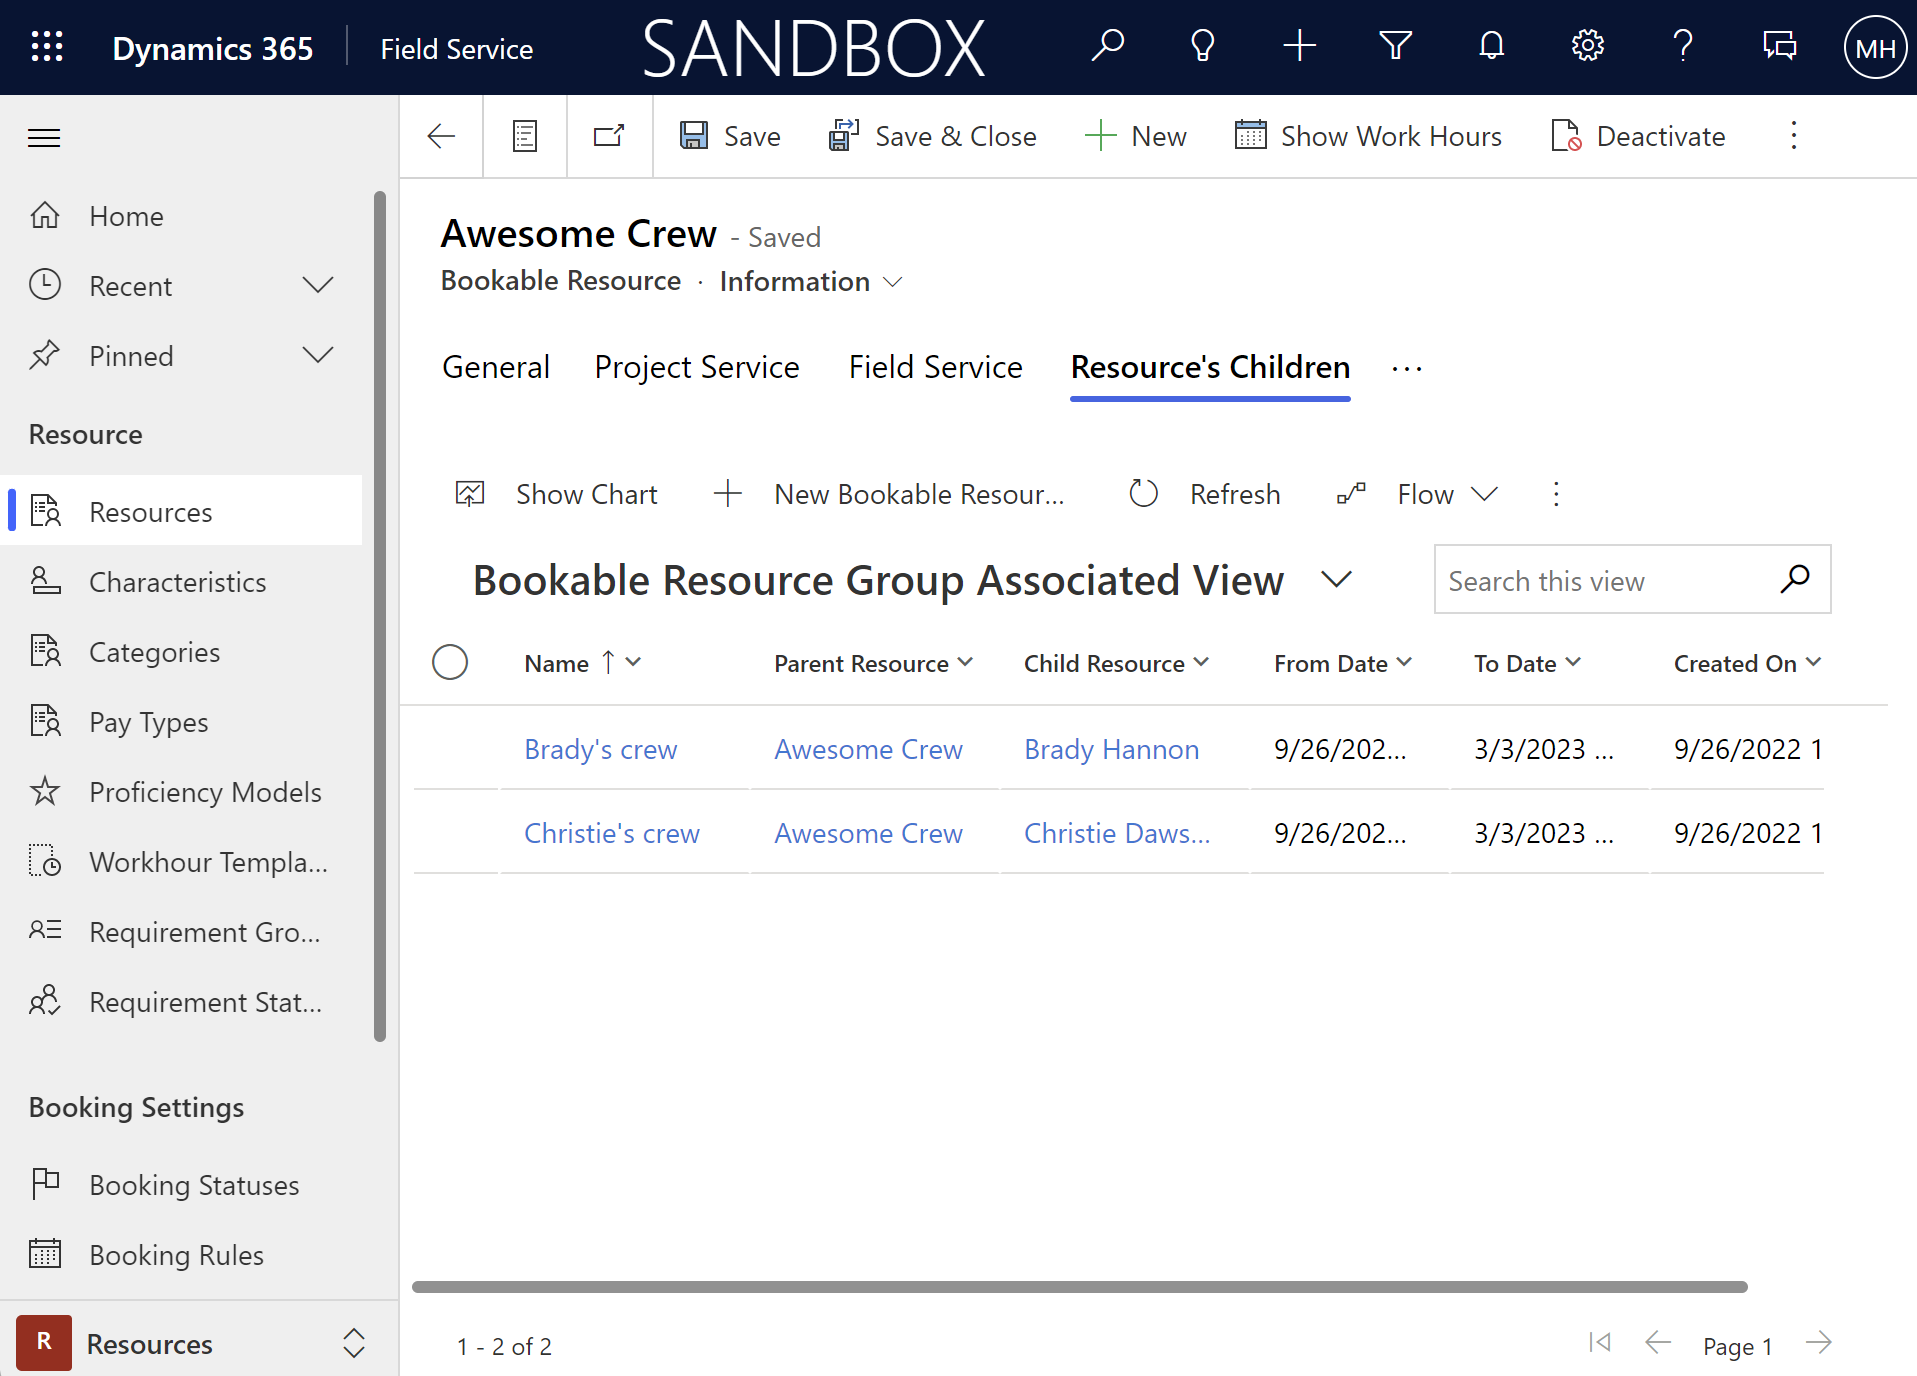 Dynamics 365
Field Service
SANDBOX
MH
Save
Save & Close
New
Show Work Hours
Deactivate
Home
Recent
Pinned
Resource
Resources
Characteristics
Categories
Pay Types
Proficiency Models
Workhour Templa...
Requirement Gro...
Requirement Stat...
Booking Settings
Booking Statuses
Booking Rules
R
Resources
Awesome Crew - Saved
Bookable Resource · Information
General Project Service Field Service Resource's Children ...
Show Chart New Bookable Resour... Refresh Flow
Bookable Resource Group Associated View
Search this view
Name Parent Resource Child Resource From Date To Date Created On
Brady's crew Awesome Crew Brady Hannon 9/26/202... 3/3/2023 ... 9/26/2022 1
Christie's crew Awesome Crew Christie Daws... 9/26/202... 3/3/2023 ... 9/26/2022 1
1 - 2 of 2
Page 1